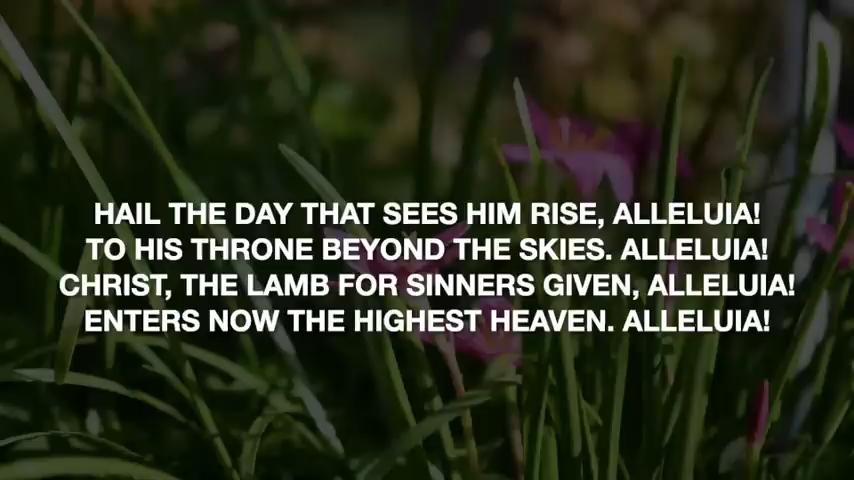 HAIL THE DAY THAT SEES HIM RISE, ALLELUIA!
TO HIS THRONE BEYOND THE SKIES. ALLELUIA!
CHRIST, THE LAMB FOR SINNERS GIVEN, ALLELUIA!
ENTERS NOW THE HIGHEST HEAVEN. ALLELUIA!